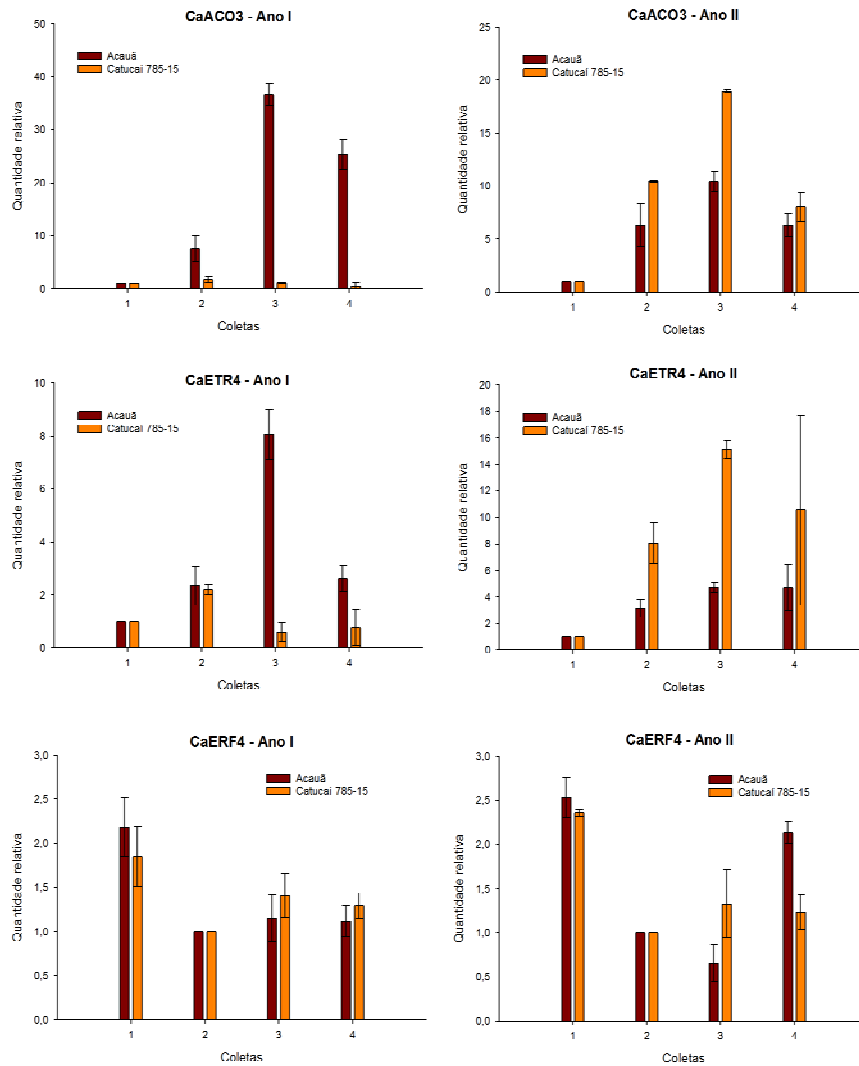 CaACO3 - Ano I
50
40
30
20
10
0
Quantidade relativa
Acauã
Catucaií 785-15
1 2 3 4
Coletas
CaACO3 - Ano II
25
20
15
10
5
0
Quantidade relativa
Acauã
Catucaí 785-15
1 2 3 4
Coletas
CaETR4 - Ano I
10
8
6
4
2
0
Quantidade relativa
Acauã
Catucaí 785-15
1 2 3 4
Coletas
CaETR4 - Ano II
20
18
16
14
12
10
8
6
4
2
0
Quantidade relativa
Acauã
Catucaí 785-15
1 2 3 4
Coletas
CaERF4 - Ano I
3,0
2,5
2,0
1,5
1,0
0,5
0,0
Quantidade relativa
Acauã
Catucaí 785-15
1 2 3 4
Coletas
CaERF4 - Ano II
3,0
2,5
2,0
1,5
1,0
0,5
0,0
Quantidade relativa
Acauã
Catucaí 785-15
1 2 3 4
Coletas